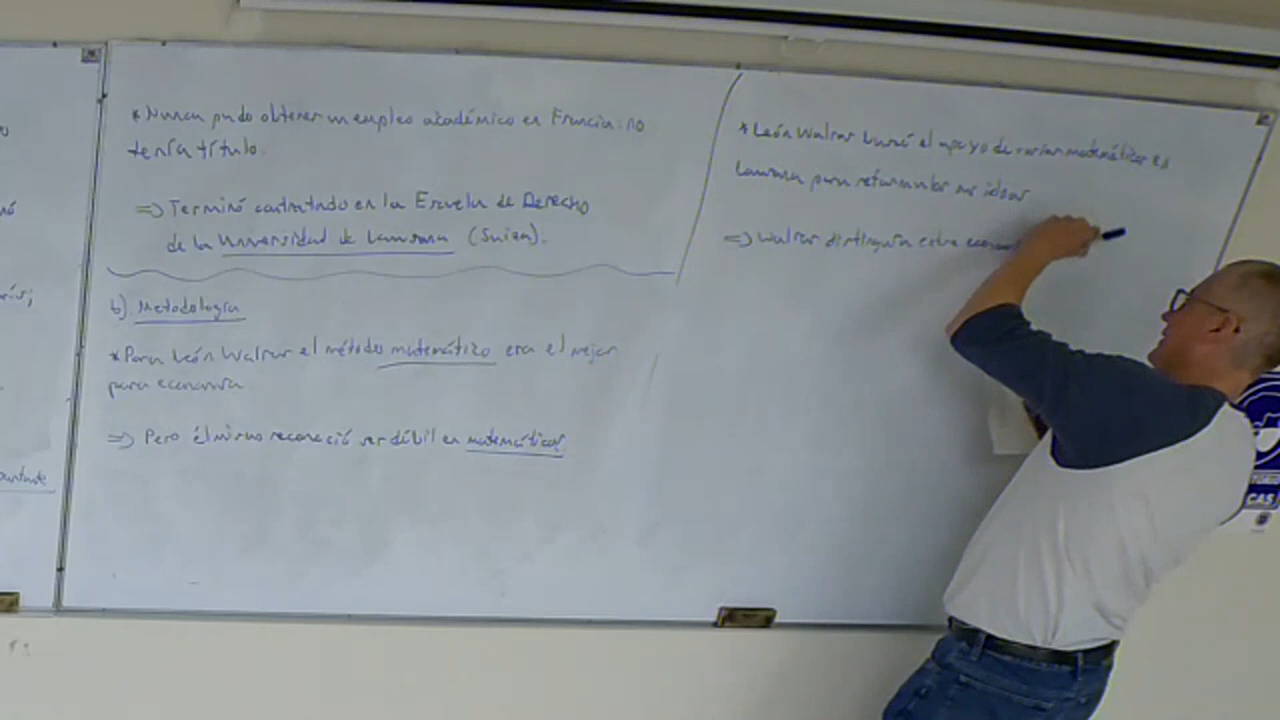 * Nunca pudo obtener un empleo académico en Francia: no
tenía título.
=> Terminó contratado en la Escuela de Derecho
de la Universidad de Lausana (Suiza).
b) Metodología
* Para León Walras el método matemático era el mejor
para economía
=> Pero él mismo reconoció ser débil en matemáticas
* León Walras buscó el apoyo de varios matemáticos en
Lausana para reformular sus ideas
=> Walras distinguía entre
CAS